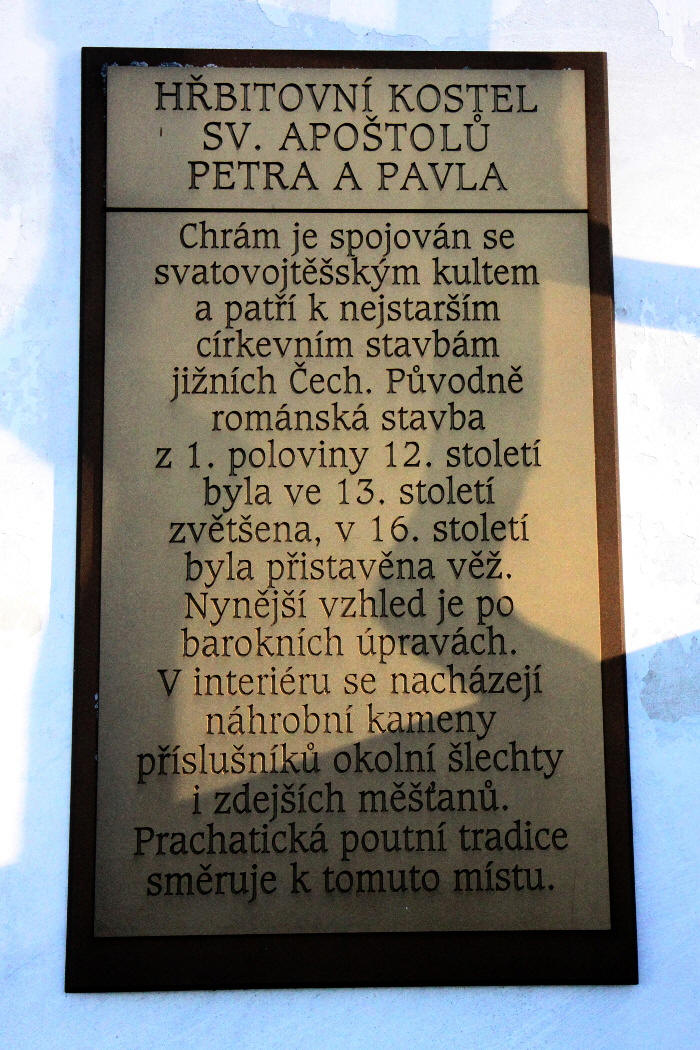 HŘBITOVNÍ KOSTEL
SV. APOŠTOLŮ
PETRA A PAVLA
Chrám je spojován se
svatovojtěšským kultem
a patří k nejstarším
církevním stavbám
jižních Čech. Původně
románská stavba
z 1. poloviny 12. století
byla ve 13. století
zvětšena, v 16. století
byla přistavěna věž.
Nynější vzhled je po
barokních úpravách.
V interiéru se nacházejí
náhrobní kameny
příslušníků okolní šlechty
i zdejších měšťanů.
Prachatická poutní tradice
směruje k tomuto místu.